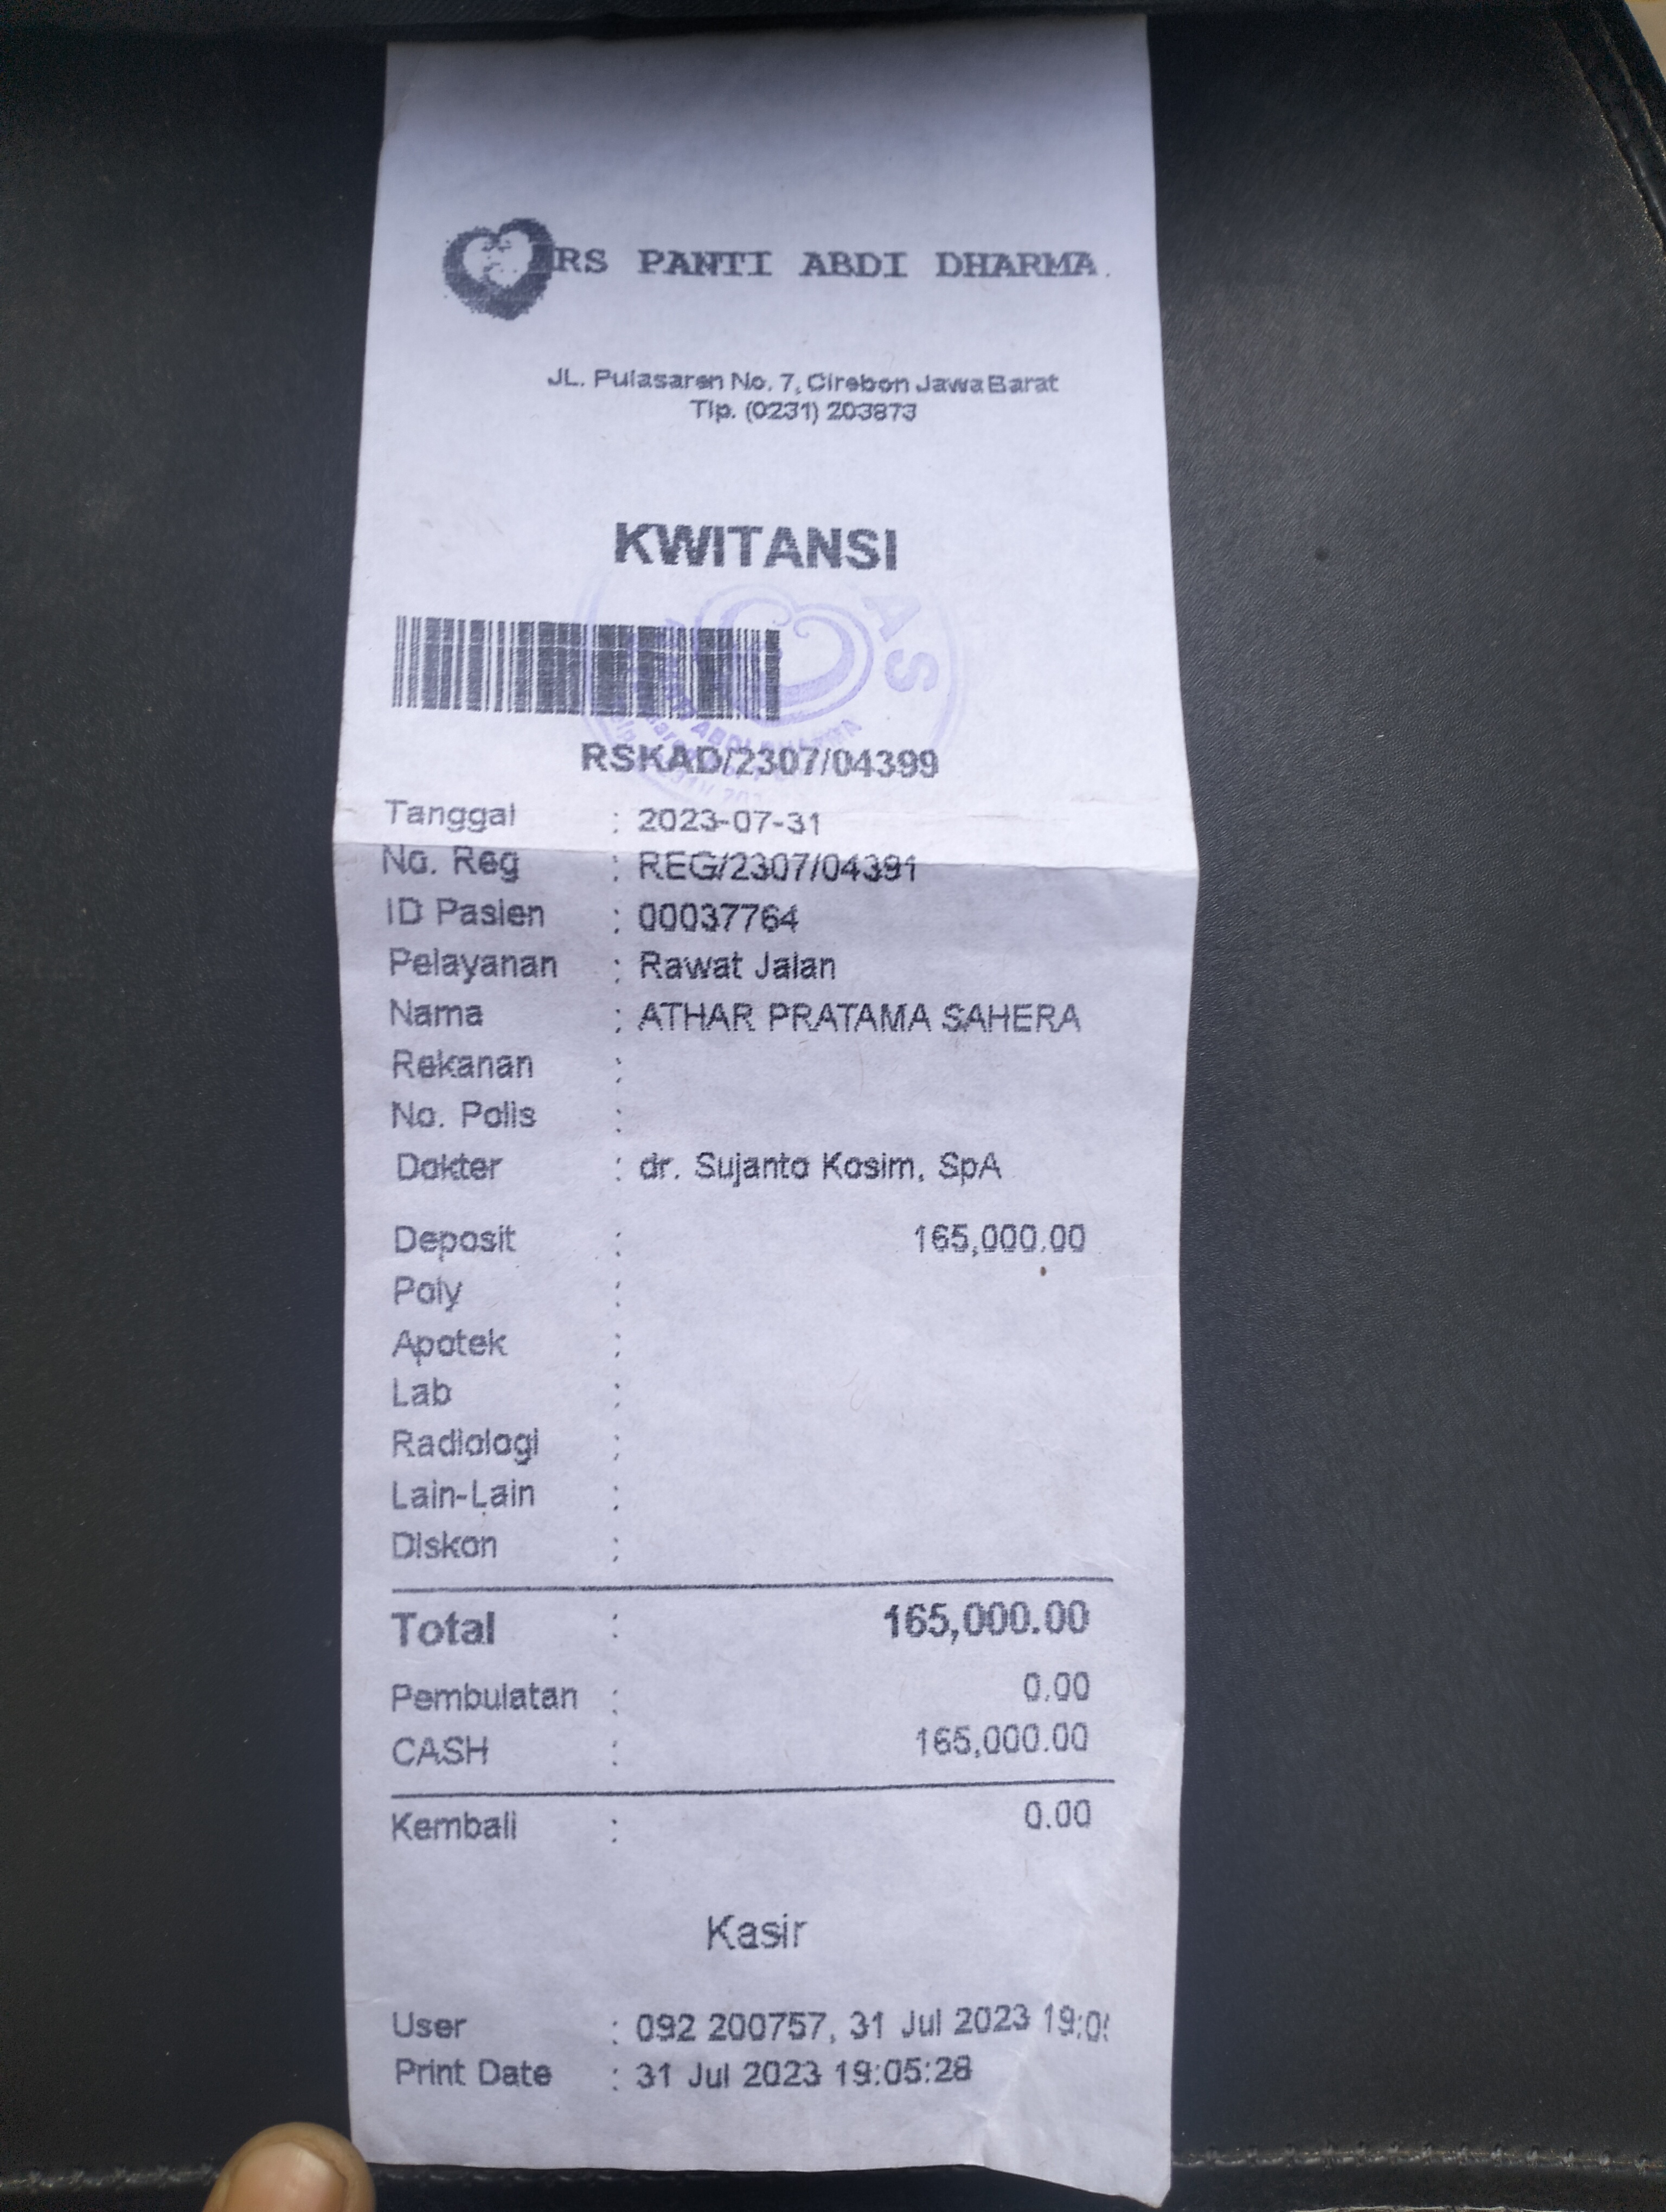 RS PANTI ABDI DHARMA
JL. Pulasaren No. 7, Cirebon Jawa Barat
Tlp. (0231) 203873
KWITANSI
AS
RSKAD/2307/04399
Tanggal : 2023-07-31
No. Reg : REG/2307/04391
ID Pasien : 00037764
Pelayanan : Rawat Jalan
Nama : ATHAR PRATAMA SAHERA
Rekanan :
No. Polis :
Dokter : dr. Sujanto Kosim, SpA
Deposit : 165,000.00
Poly :
Apotek :
Lab :
Radiologi :
Lain-Lain :
Diskon :
Total : 165,000.00
Pembulatan : 0.00
CASH : 165,000.00
Kembali : 0.00
Kasir
User : 092 200757, 31 Jul 2023
Print Date : 31 Jul 2023 19:05:28